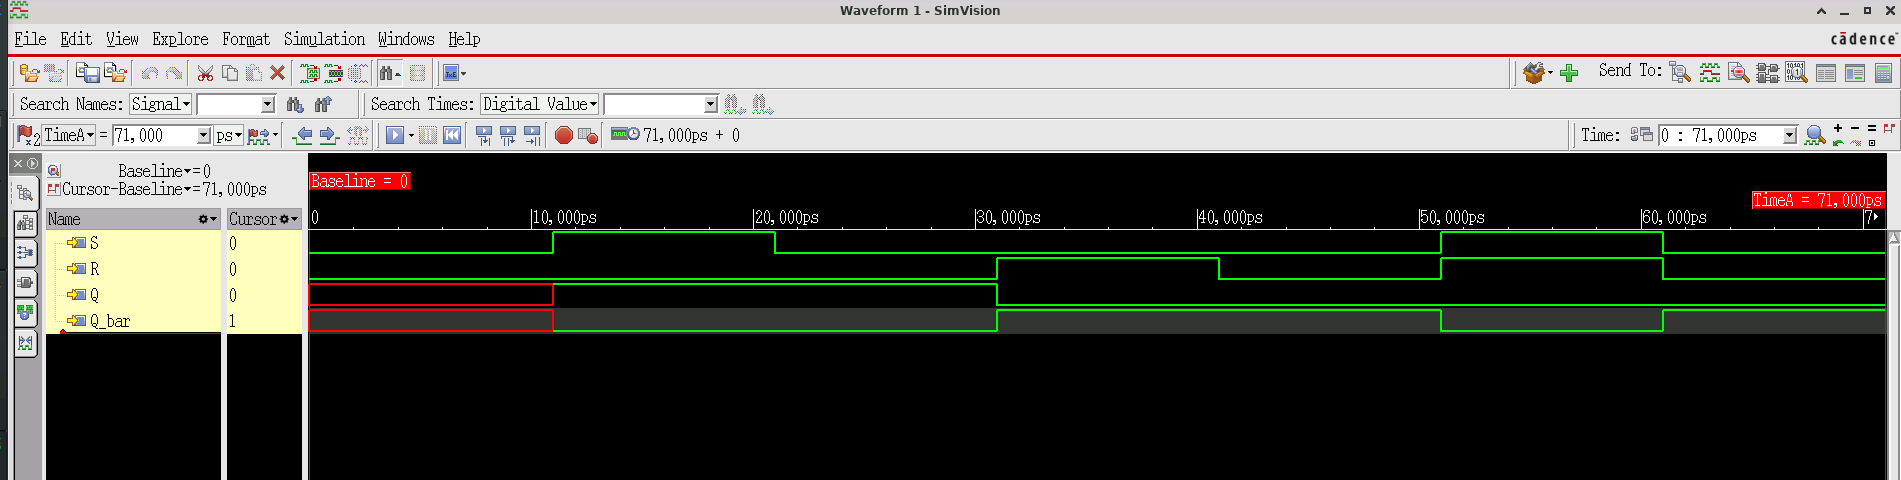 Waveform 1 - SimVision
File Edit View Explore Format Simulation Windows Help
cādence
Send To:
Search Names: Signal Search Times: Digital Value
2 TimeA = 71,000 ps 71,000ps + 0 Time: 0 : 71,000ps
Baseline=0
Cursor-Baseline=71,000ps
Baseline = 0
TimeA = 71,000ps
Name Cursor 0 10,000ps 20,000ps 30,000ps 40,000ps 50,000ps 60,000ps 7
S 0
R 0
Q 0
Q_bar 1